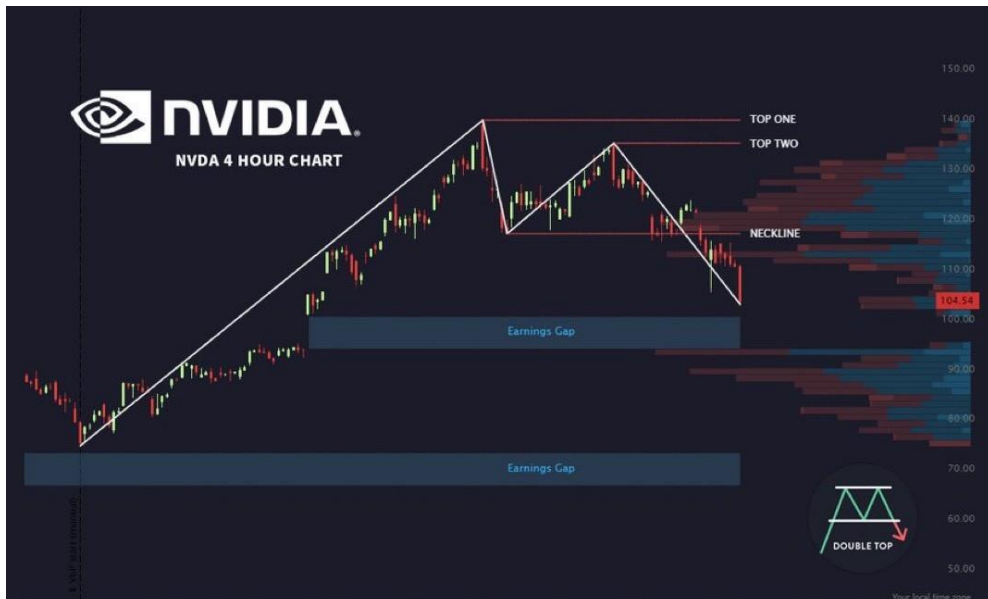 150.00
nVIDIA.
140.00
TOP ONE
TOP TWO
NVDA 4 HOUR CHART
130.00
120.00
NECKLINE
110.00
104.54
100.00
Earnings Gap
90.00
80.00
Earnings Gap
70.00
60.00
DOUBLE TOP
50.00
Your local time zone